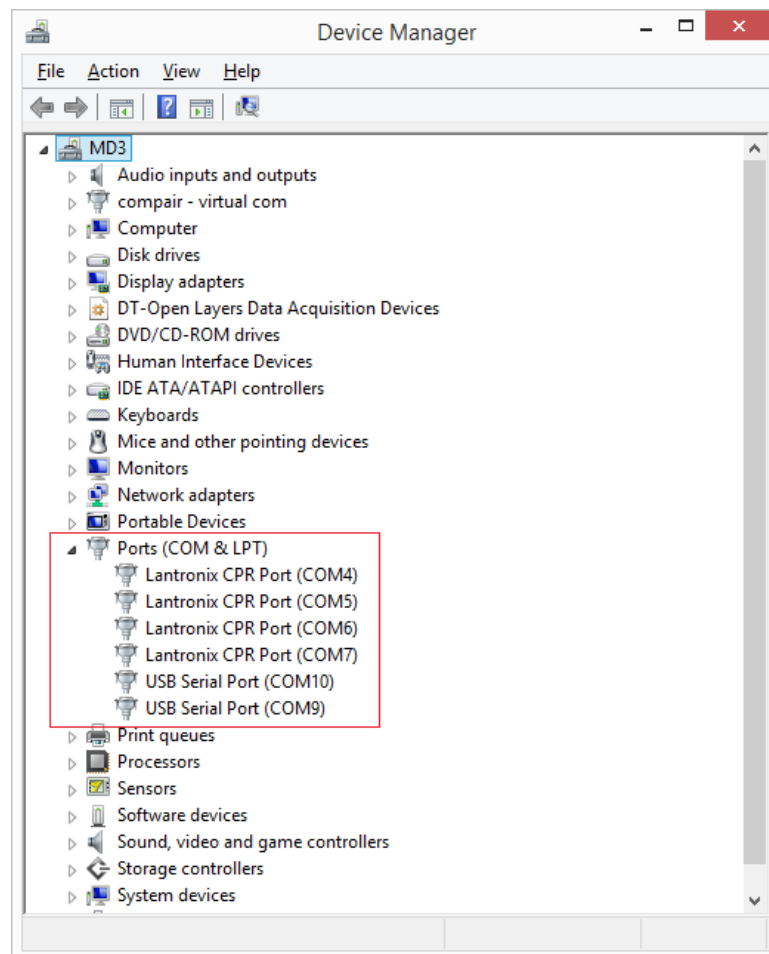 Device Manager
File Action View Help
MD3
Audio inputs and outputs
compair - virtual com
Computer
Disk drives
Display adapters
DT-Open Layers Data Acquisition Devices
DVD/CD-ROM drives
Human Interface Devices
IDE ATA/ATAPI controllers
Keyboards
Mice and other pointing devices
Monitors
Network adapters
Portable Devices
Ports (COM & LPT)
Lantronix CPR Port (COM4)
Lantronix CPR Port (COM5)
Lantronix CPR Port (COM6)
Lantronix CPR Port (COM7)
USB Serial Port (COM10)
USB Serial Port (COM9)
Print queues
Processors
Sensors
Software devices
Sound, video and game controllers
Storage controllers
System devices